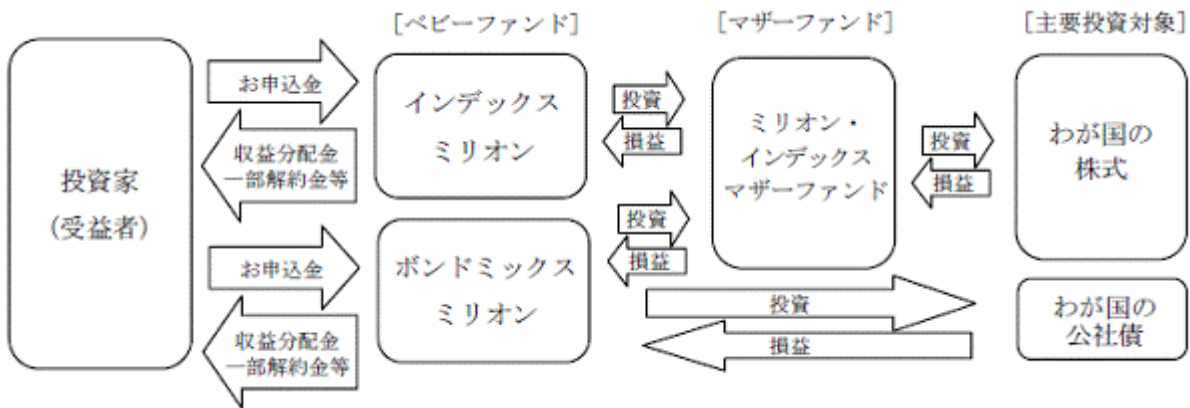 [ベビーファンド]
[マザーファンド]
[主要投資対象]
投資家
(受益者)
お申込金
収益分配金
一部解約金等
お申込金
収益分配金
一部解約金等
インデックス
ミリオン
ボンドミックス
ミリオン
投資
損益
投資
損益
ミリオン・
インデックス
マザーファンド
投資
損益
わが国の
株式
投資
損益
わが国の
公社債